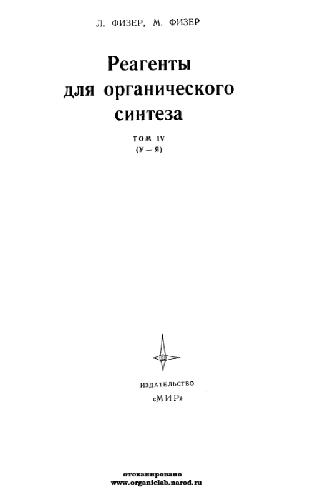 Л. ФИЗЕР, М. ФИЗЕР
Реагенты
для органического
синтеза
ТОМ IV
(У — Я)
ИЗДАТЕЛЬСТВО
«МИР»
отсканировано
www.organiclab.narod.ru